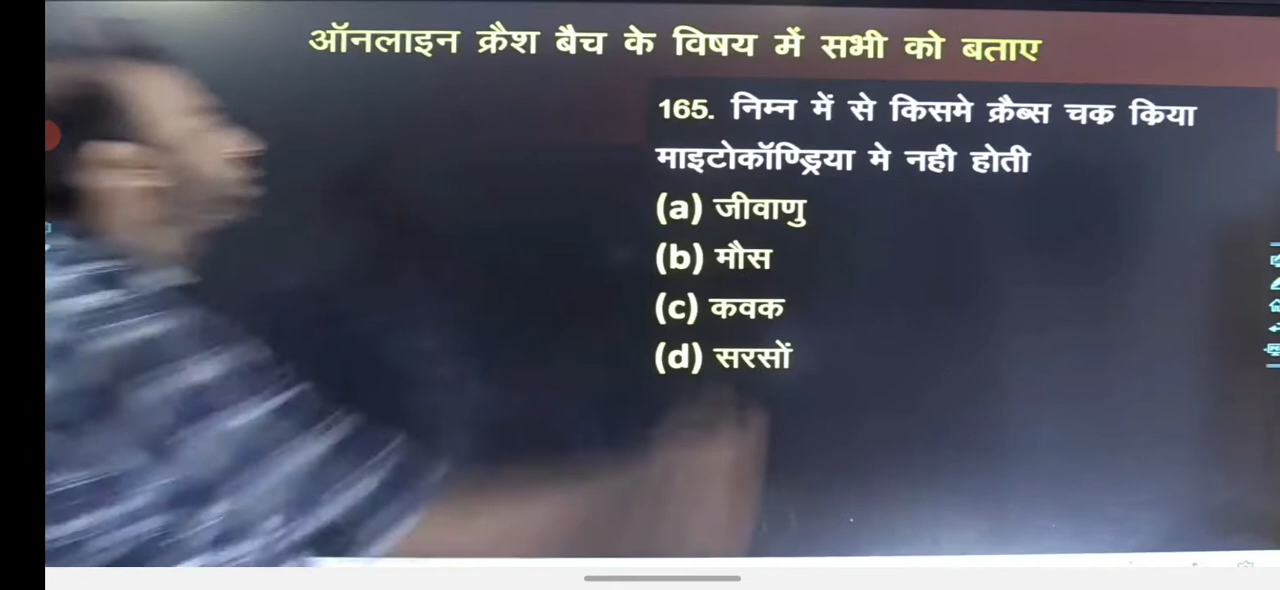 ऑनलाइन क्रैश बैच के विषय में सभी को बताए
165. निम्न में से किसमे क्रैब्स चक्र किया
माइटोकॉण्ड्रिया मे नही होती
(a) जीवाणु
(b) मौस
(c) कवक
(d) सरसों